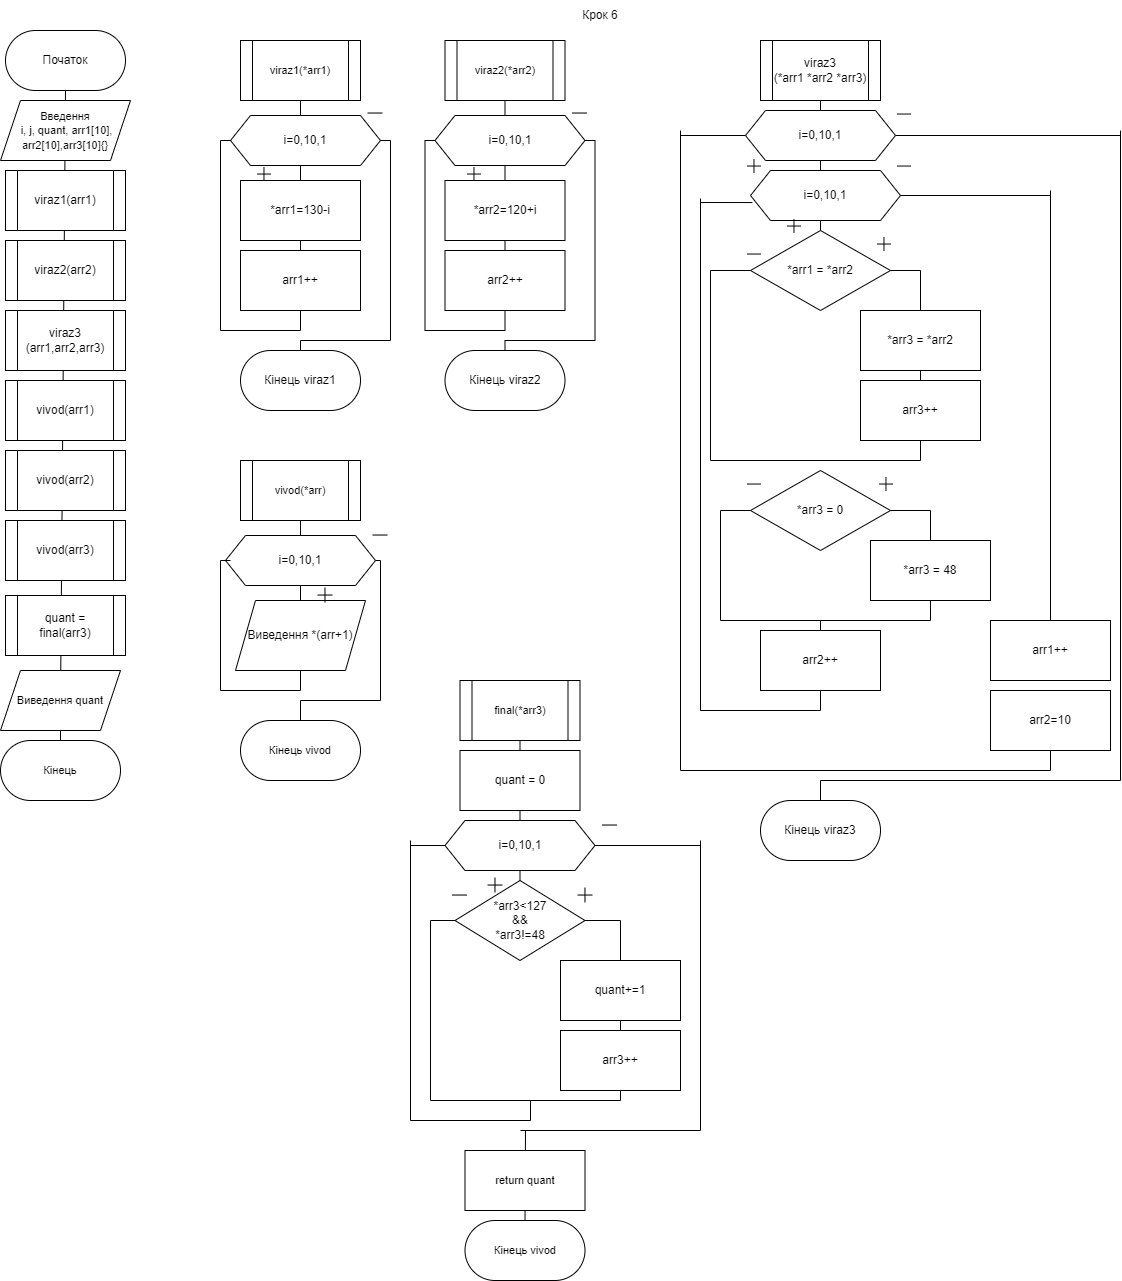 Крок 6
Початок
Введення
i, j, quant, arr1[10],
arr2[10],arr3[10]{}
viraz1(arr1)
viraz2(arr2)
viraz3
(arr1,arr2,arr3)
vivod(arr1)
vivod(arr2)
vivod(arr3)
quant =
final(arr3)
Виведення quant
Кінець
viraz1(*arr1)
i=0,10,1
*arr1=130-i
arr1++
Кінець viraz1
viraz2(*arr2)
i=0,10,1
*arr2=120+i
arr2++
Кінець viraz2
vivod(*arr)
i=0,10,1
Виведення *(arr+1)
Кінець vivod
final(*arr3)
quant = 0
i=0,10,1
*arr3<127
&&
*arr3!=48
quant+=1
arr3++
return quant
Кінець vivod
viraz3
(*arr1 *arr2 *arr3)
i=0,10,1
i=0,10,1
*arr1 = *arr2
*arr3 = *arr2
arr3++
*arr3 = 0
*arr3 = 48
arr2++
arr1++
arr2=10
Кінець viraz3